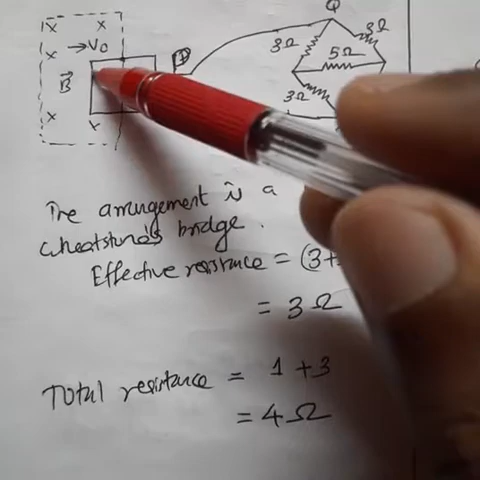 Q
x x
→V₀
3Ω 3Ω
x
5Ω
B⃗
3Ω
x
x
The arrangement is a
wheatstone's bridge.
Effective resistance = (3+
= 3Ω
Total resistance = 1+3
= 4Ω